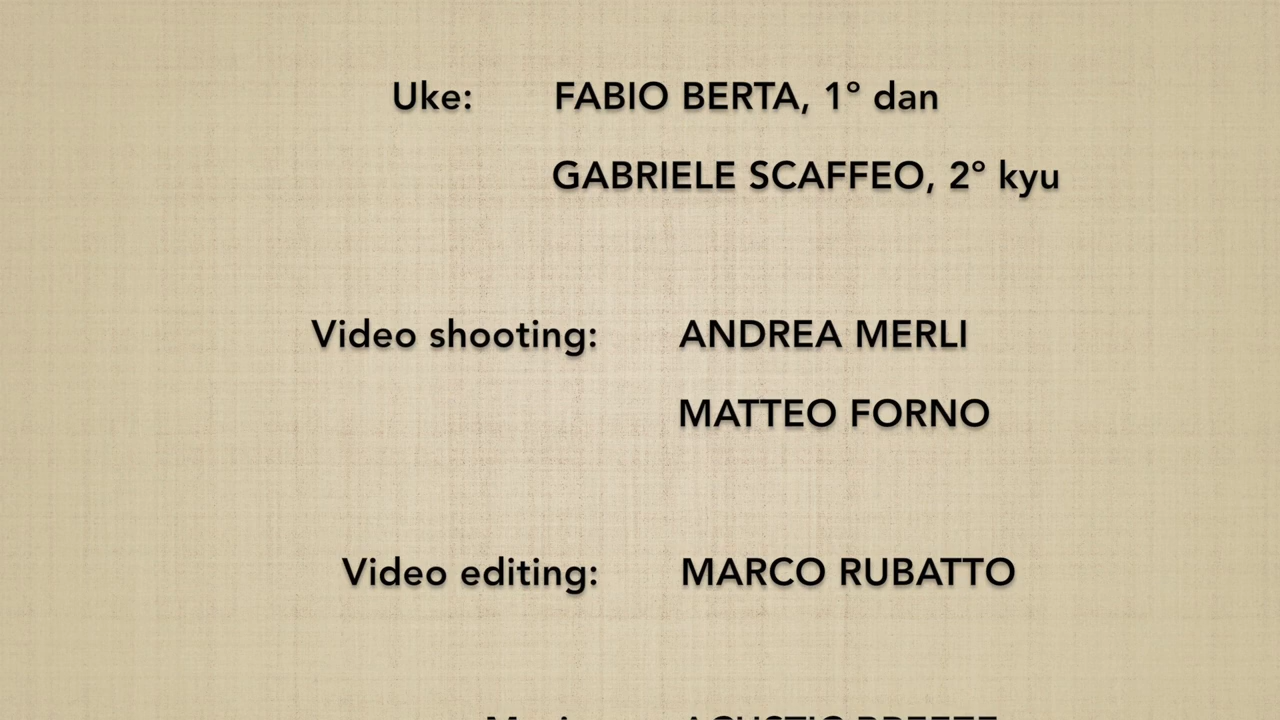 Uke: FABIO BERTA, 1° dan
GABRIELE SCAFFEO, 2° kyu
Video shooting: ANDREA MERLI
MATTEO FORNO
Video editing: MARCO RUBATTO